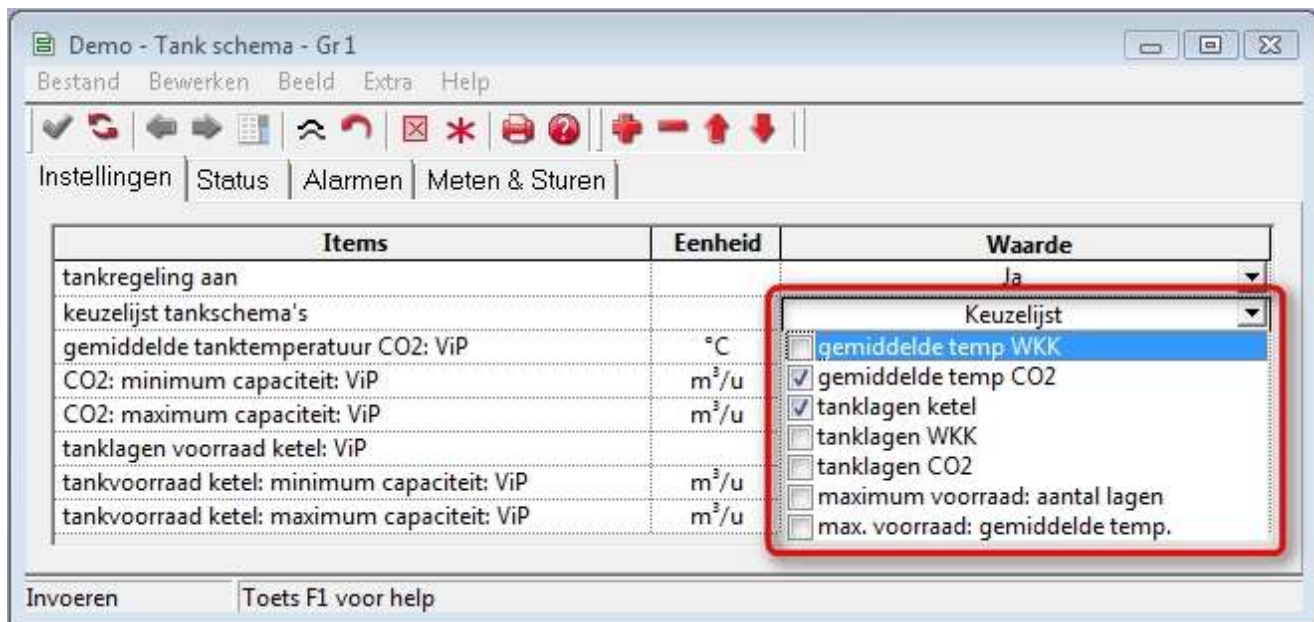 Demo - Tank schema - Gr 1
Bestand Bewerken Beeld Extra Help
Instellingen Status Alarmen Meten & Sturen
Items Eenheid Waarde
tankregeling aan Ja
keuzelijst tankschema's Keuzelijst
gemiddelde tanktemperatuur CO2: ViP °C gemiddelde temp WKK
CO2: minimum capaciteit: ViP m³/u gemiddelde temp CO2
CO2: maximum capaciteit: ViP m³/u tanklagen ketel
tanklagen voorraad ketel: ViP tanklagen WKK
tankvoorraad ketel: minimum capaciteit: ViP m³/u tanklagen CO2
tankvoorraad ketel: maximum capaciteit: ViP m³/u maximum voorraad: aantal lagen
max. voorraad: gemiddelde temp.
Invoeren Toets F1 voor help